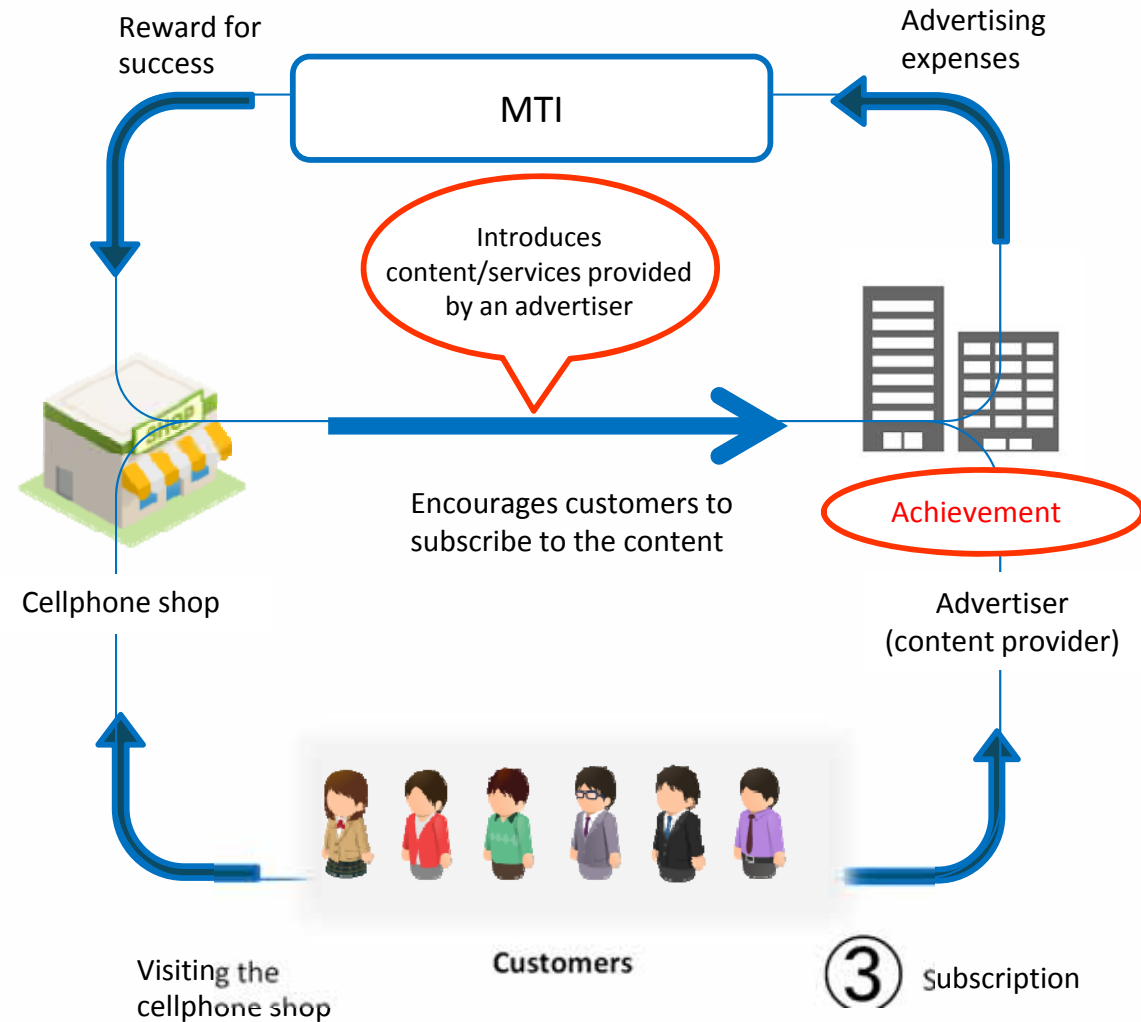 Reward for
success
Advertising
expenses
MTI
Introduces
content/services provided
by an advertiser
SHOP
Encourages customers to
subscribe to the content
Achievement
Cellphone shop
Advertiser
(content provider)
Customers
Visiting the
cellphone shop
③ Subscription